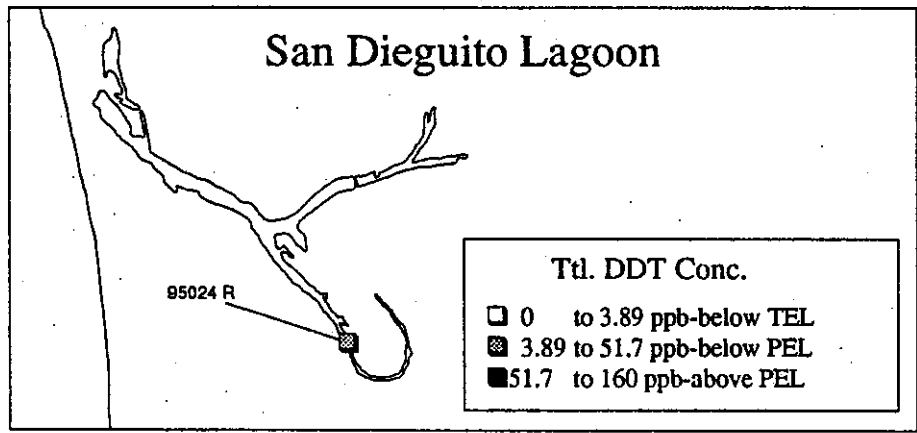 San Dieguito Lagoon
95024 R
Ttl. DDT Conc.
0 to 3.89 ppb-below TEL
3.89 to 51.7 ppb-below PEL
51.7 to 160 ppb-above PEL